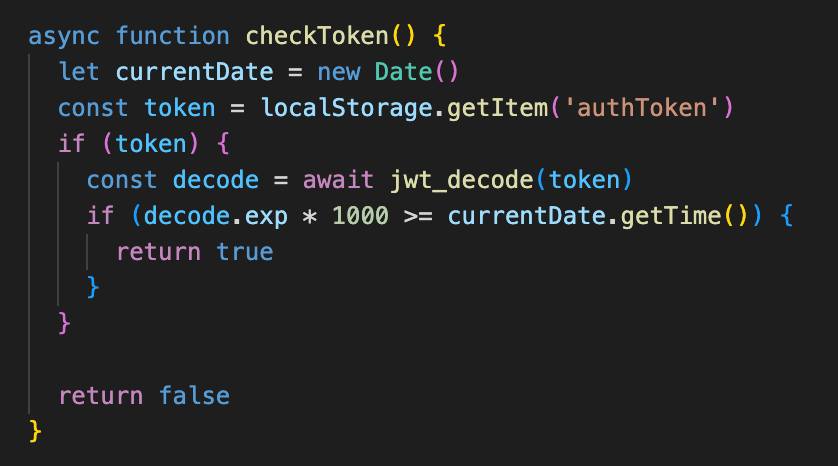 async function checkToken() {
  let currentDate = new Date()
  const token = localStorage.getItem('authToken')
  if (token) {
    const decode = await jwt_decode(token)
    if (decode.exp * 1000 >= currentDate.getTime()) {
      return true
    }
  }

  return false
}